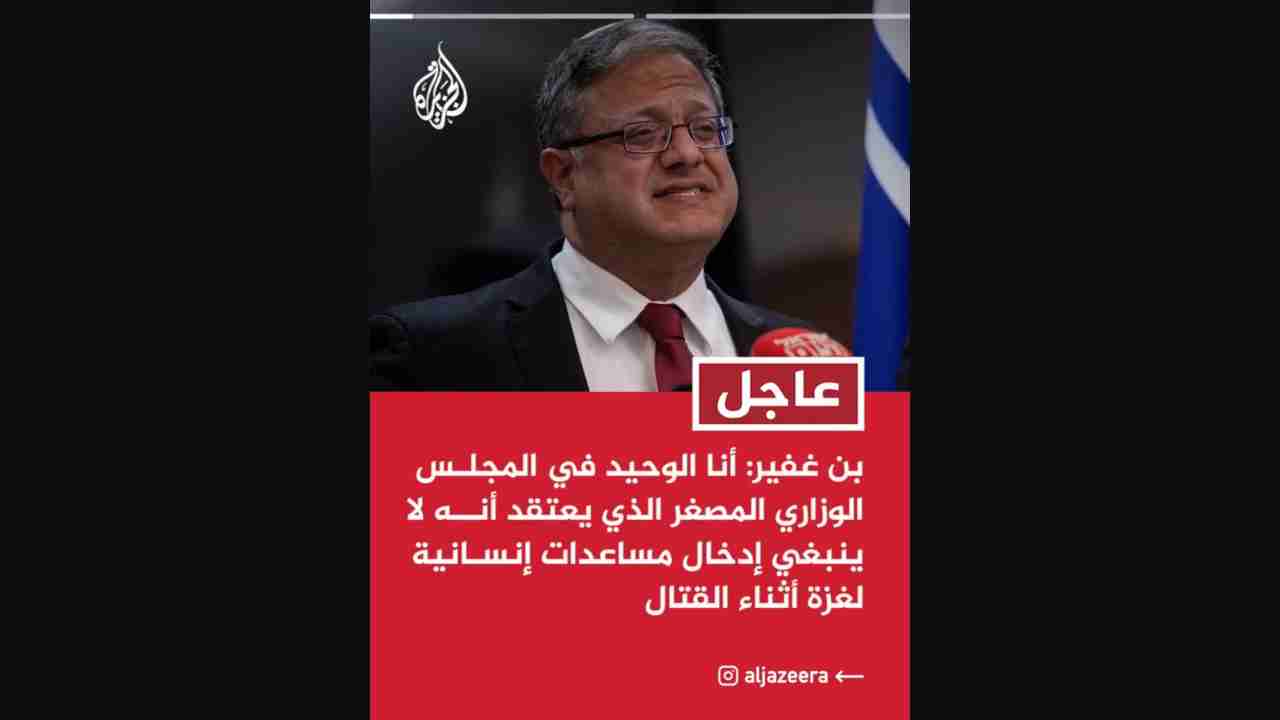 الجزيرة
عاجل
بن غفير: أنا الوحيد في المجلس
الوزاري المصغر الذي يعتقد أنه لا
ينبغي إدخال مساعدات إنسانية
لغزة أثناء القتال
aljazeera